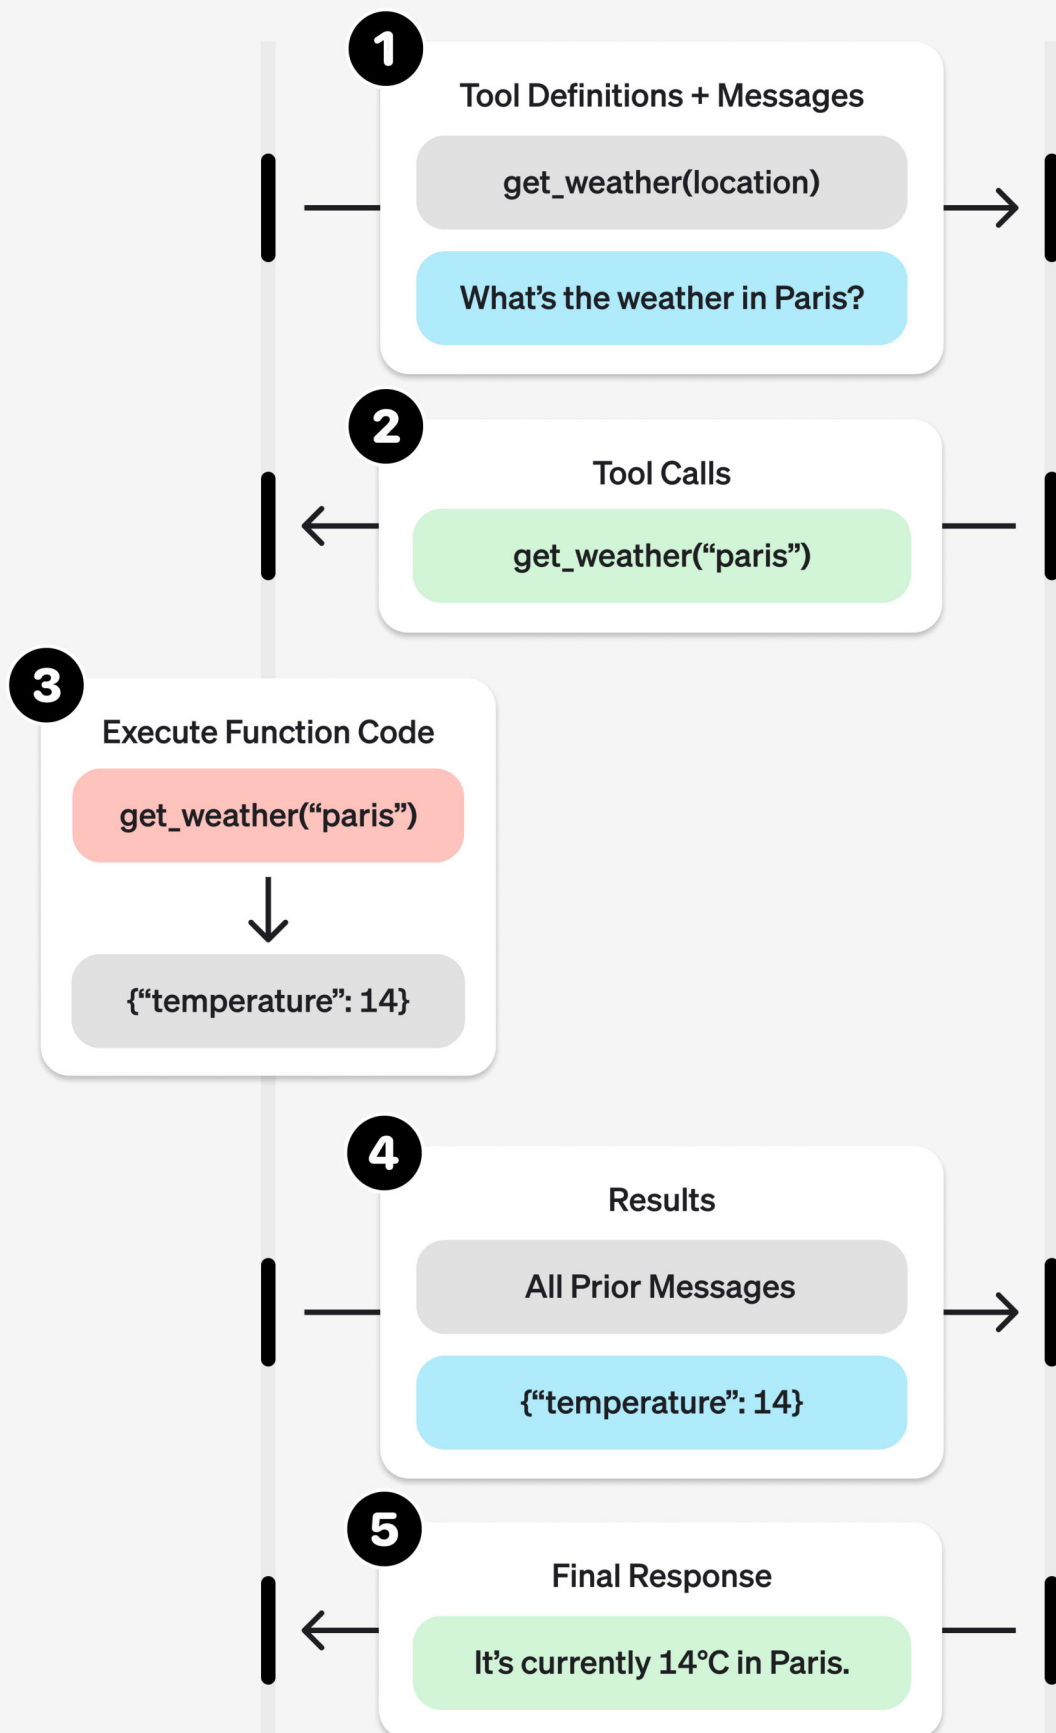 1
Tool Definitions + Messages
get_weather(location)
What’s the weather in Paris?
2
Tool Calls
get_weather(“paris”)
3
Execute Function Code
get_weather(“paris”)
{“temperature”: 14}
4
Results
All Prior Messages
{“temperature”: 14}
5
Final Response
It’s currently 14°C in Paris.